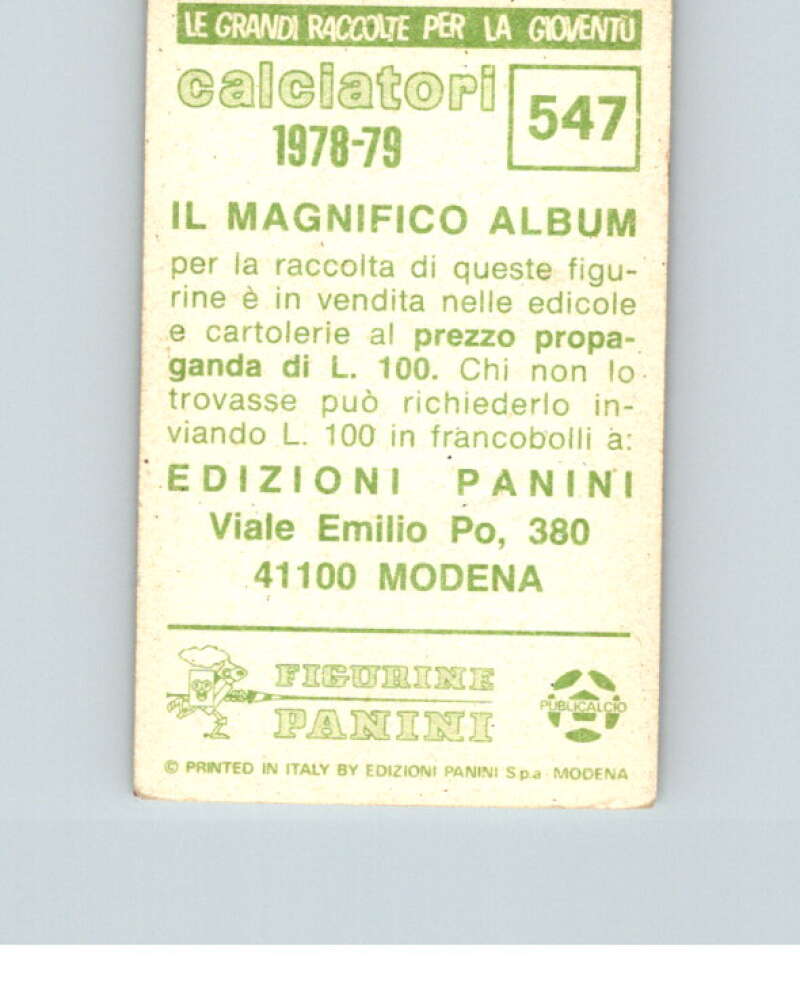 LE GRANDI RACCOLTE PER LA GIOVENTÙ
calciatori
1978-79
547
IL MAGNIFICO ALBUM
per la raccolta di queste figu-
rine è in vendita nelle edicole
e cartolerie al prezzo propa-
ganda di L. 100. Chi non lo
trovasse può richiederlo in-
viando L. 100 in francobolli a:
EDIZIONI PANINI
Viale Emilio Po, 380
41100 MODENA
FIGURINE
PANINI
PUBLICALCIO
© PRINTED IN ITALY BY EDIZIONI PANINI S.p.a. MODENA